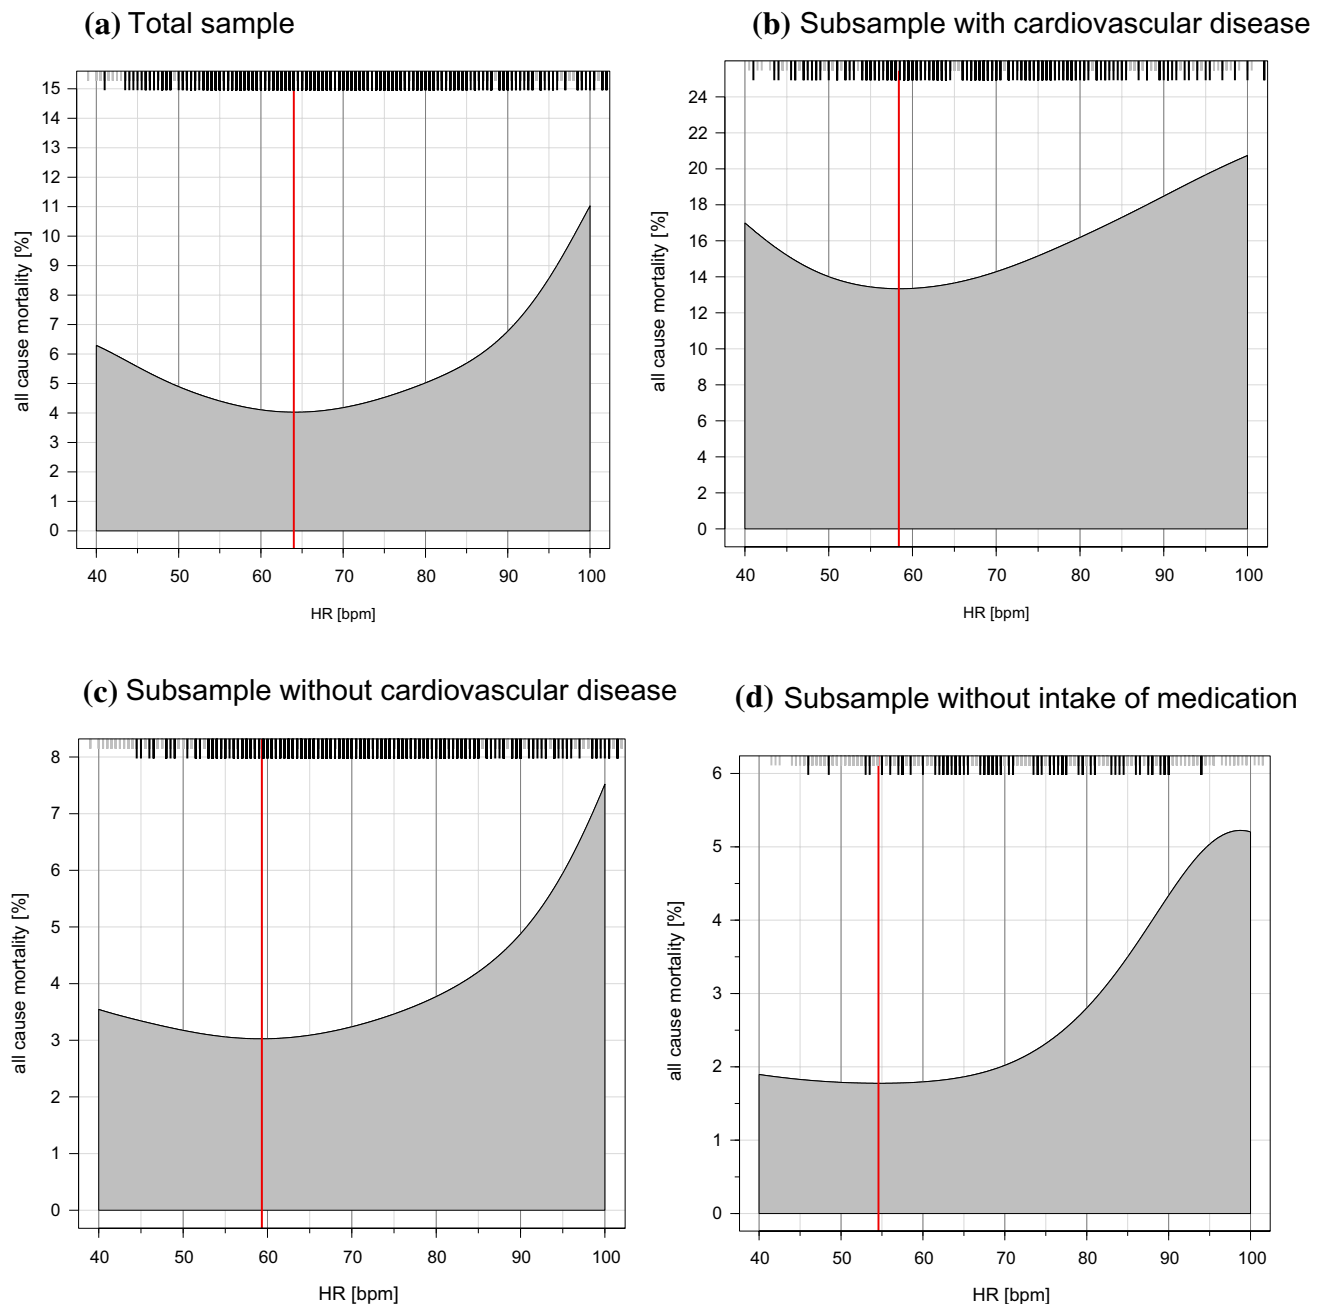 (a) Total sample
15
14
13
12
11
10
9
8
7
6
5
4
3
2
1
0
all cause mortality [%]
40 50 60 70 80 90 100
HR [bpm]
(b) Subsample with cardiovascular disease
24
22
20
18
16
14
12
10
8
6
4
2
0
all cause mortality [%]
40 50 60 70 80 90 100
HR [bpm]
(c) Subsample without cardiovascular disease
8
7
6
5
4
3
2
1
0
all cause mortality [%]
40 50 60 70 80 90 100
HR [bpm]
(d) Subsample without intake of medication
6
5
4
3
2
1
0
all cause mortality [%]
40 50 60 70 80 90 100
HR [bpm]